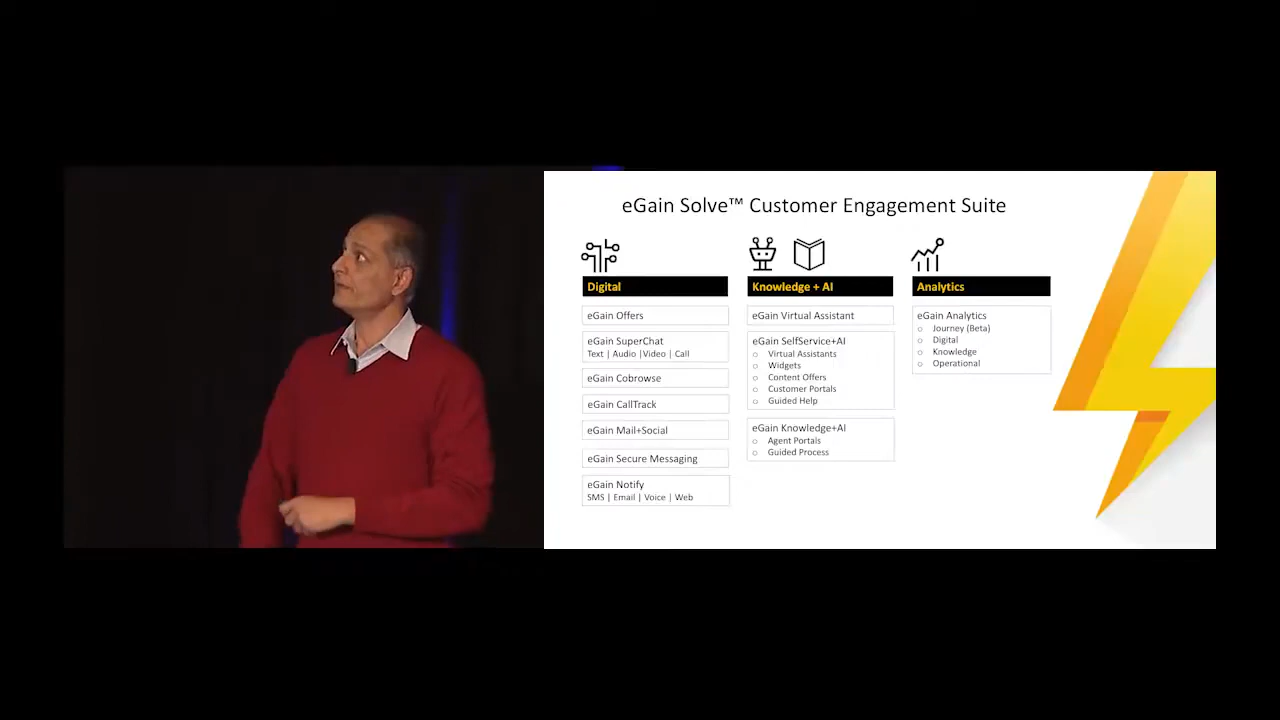 eGain Solve™ Customer Engagement Suite
Digital
eGain Offers
eGain SuperChat
Text | Audio |Video | Call
eGain Cobrowse
eGain CallTrack
eGain Mail+Social
eGain Secure Messaging
eGain Notify
SMS | Email | Voice | Web
Knowledge + AI
eGain Virtual Assistant
eGain SelfService+AI
Virtual Assistants
Widgets
Content Offers
Customer Portals
Guided Help
eGain Knowledge+AI
Agent Portals
Guided Process
Analytics
eGain Analytics
Journey (Beta)
Digital
Knowledge
Operational